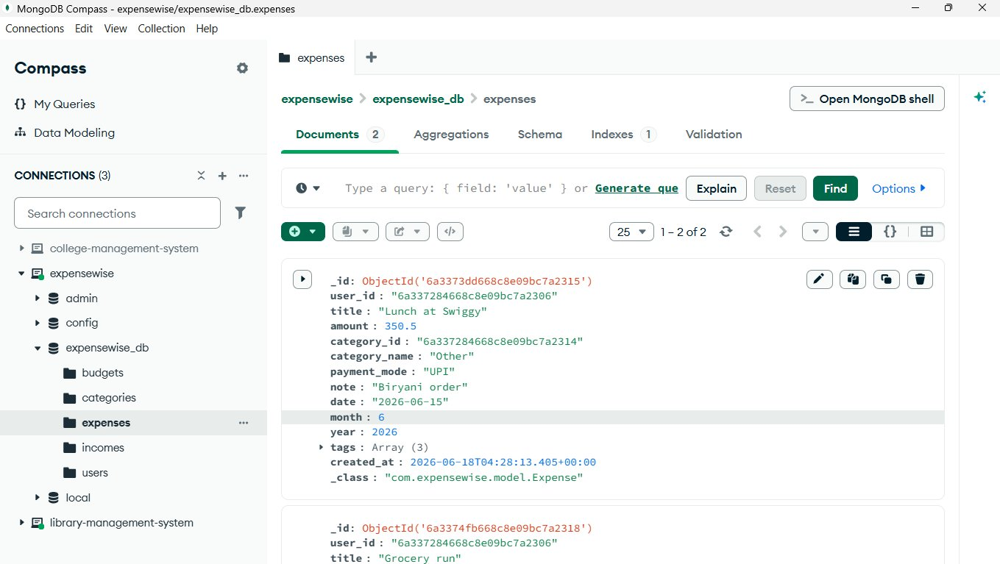 MongoDB Compass - expensewise/expensewise_db.expenses
Connections Edit View Collection Help
Compass
My Queries
Data Modeling
CONNECTIONS (3)
Search connections
college-management-system
expensewise
admin
config
expensewise_db
budgets
categories
expenses
incomes
users
local
library-management-system
expenses
expensewise > expensewise_db > expenses
>_ Open MongoDB shell
Documents 2 Aggregations Schema Indexes 1 Validation
Type a query: { field: 'value' } or Generate que Explain Reset Find Options
25 1 – 2 of 2
_id: ObjectId('6a3373dd668c8e09bc7a2315')
user_id : "6a337284668c8e09bc7a2306"
title : "Lunch at Swiggy"
amount : 350.5
category_id : "6a337284668c8e09bc7a2314"
category_name : "Other"
payment_mode : "UPI"
note : "Biryani order"
date : "2026-06-15"
month : 6
year : 2026
tags : Array (3)
created_at : 2026-06-18T04:28:13.405+00:00
_class : "com.expensewise.model.Expense"
_id: ObjectId('6a3374fb668c8e09bc7a2318')
user_id : "6a337284668c8e09bc7a2306"
title : "Grocery run"